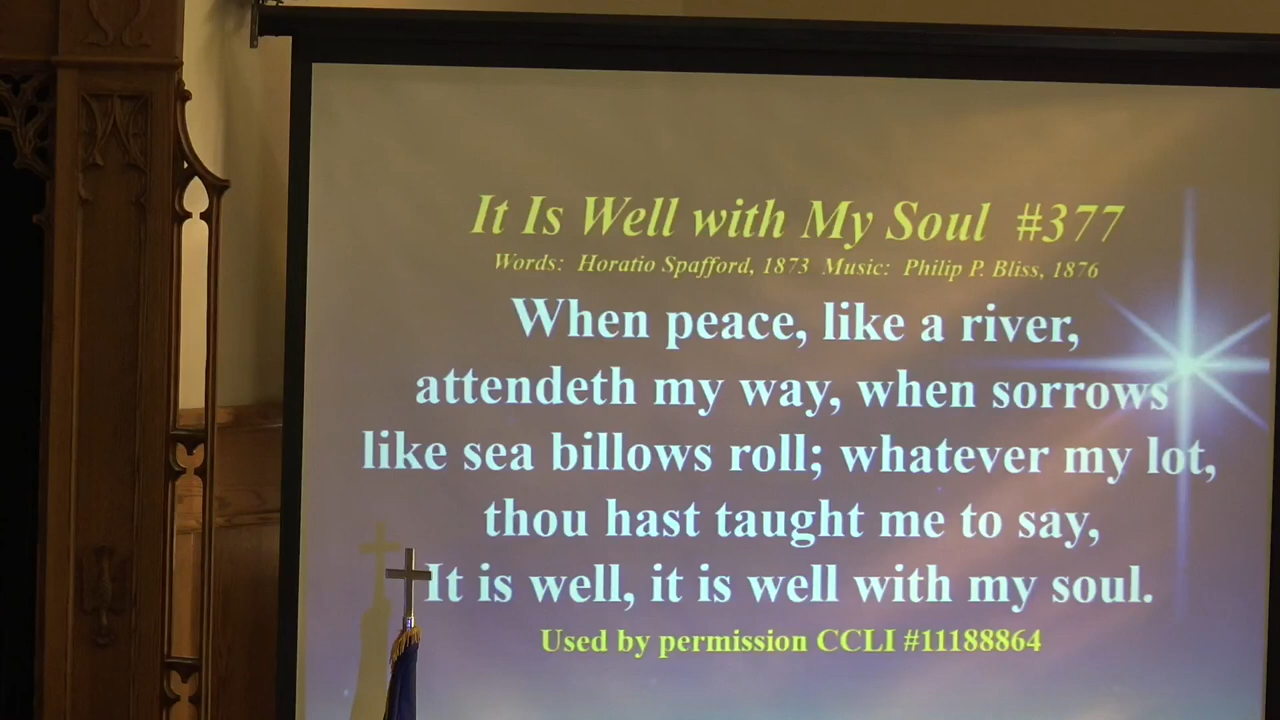 It Is Well with My Soul #377
Words: Horatio Spafford, 1873 Music: Philip P. Bliss, 1876
When peace, like a river,
attendeth my way, when sorrows
like sea billows roll; whatever my lot,
thou hast taught me to say,
It is well, it is well with my soul.
Used by permission CCLI #11188864